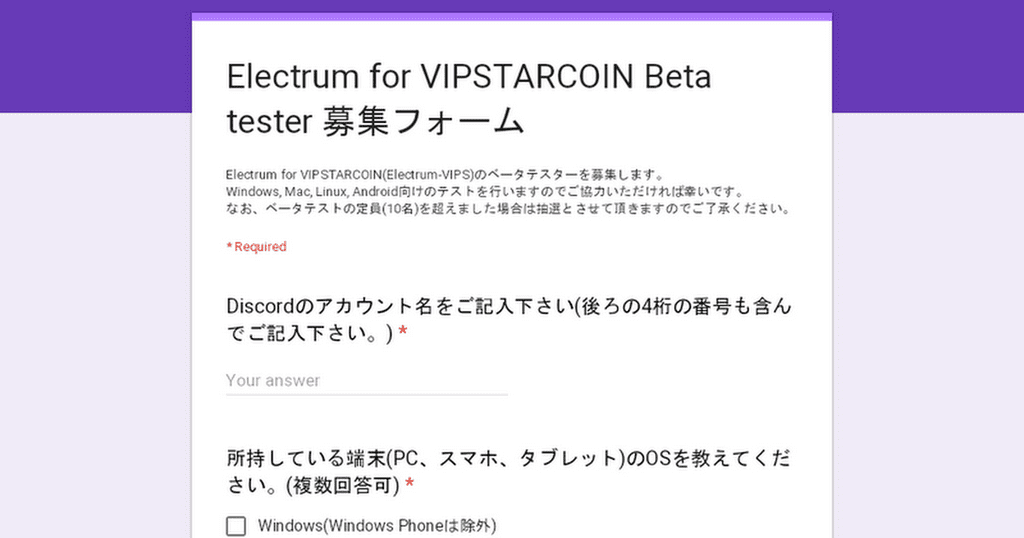 Electrum for VIPSTARCOIN Beta
tester 募集フォーム
Electrum for VIPSTARCOIN(Electrum-VIPS)のベータテスターを募集します。
Windows, Mac, Linux, Android向けのテストを行いますのでご協力いただければ幸いです。
なお、ベータテストの定員(10名)を超えました場合は抽選とさせて頂きますのでご了承ください。
* Required
Discordのアカウント名をご記入下さい(後ろの4桁の番号も含ん
でご記入下さい。) *
Your answer
所持している端末(PC、スマホ、タブレット)のOSを教えてくだ
さい。(複数回答可) *
Windows(Windows Phoneは除外)